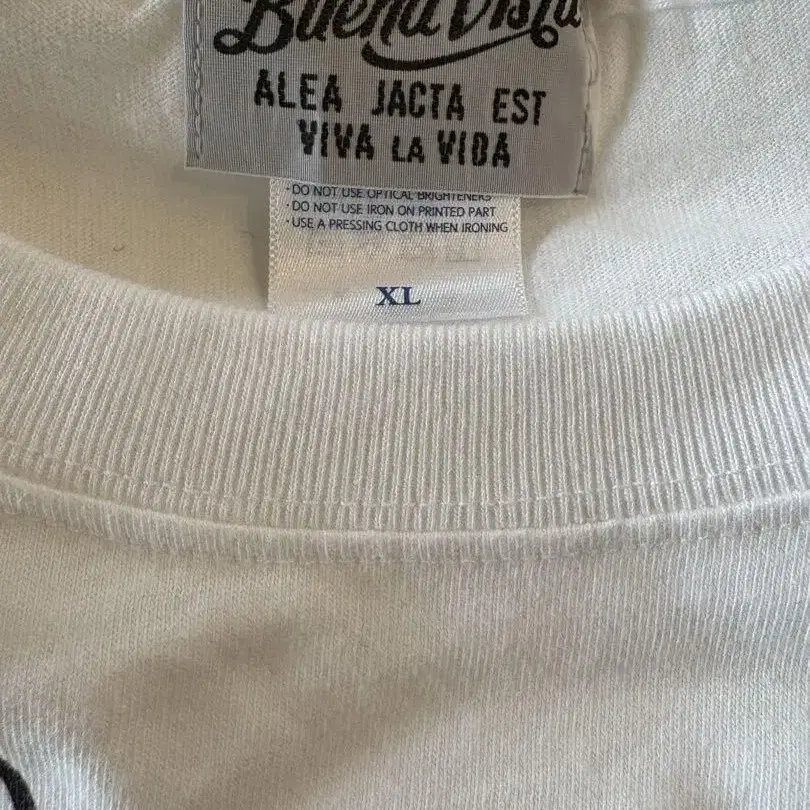 Buena Vista
ALEA JACTA EST
VIVA LA VIDA
·DO NOT USE OPTICAL BRIGHTENERS
·DO NOT USE IRON ON PRINTED PART
·USE A PRESSING CLOTH WHEN IRONING
XL